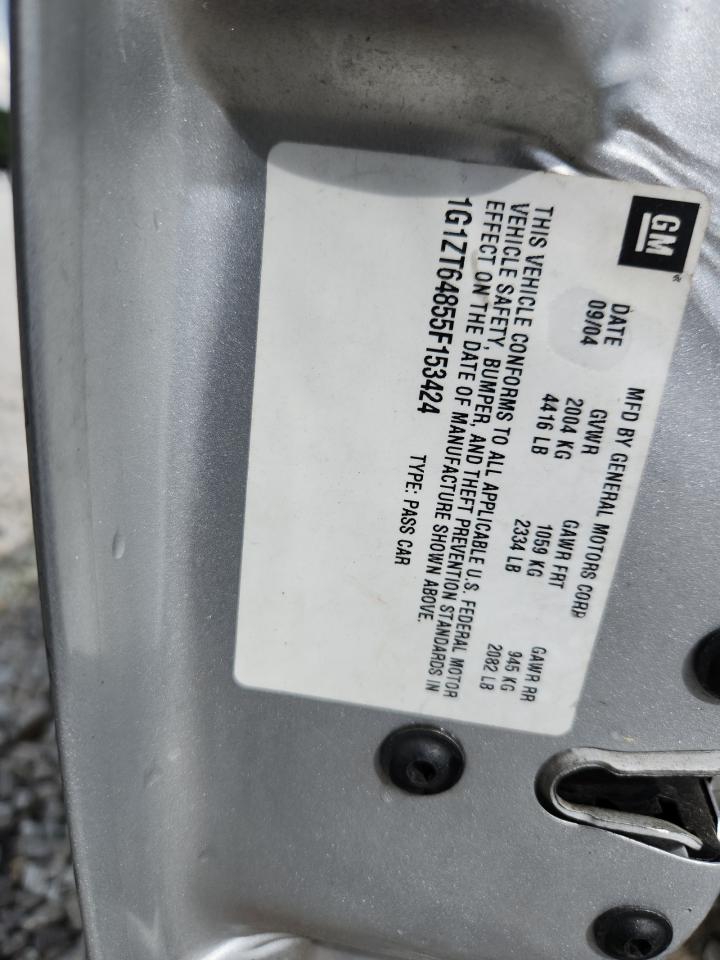 GM
MFD BY GENERAL MOTORS CORP
DATE GVWR GAWR FRT GAWR RR
09/04 2004 KG 1059 KG 945 KG
4416 LB 2334 LB 2082 LB
THIS VEHICLE CONFORMS TO ALL APPLICABLE U.S. FEDERAL MOTOR
VEHICLE SAFETY, BUMPER, AND THEFT PREVENTION STANDARDS IN
EFFECT ON THE DATE OF MANUFACTURE SHOWN ABOVE.
1G1ZT64855F153424 TYPE: PASS CAR